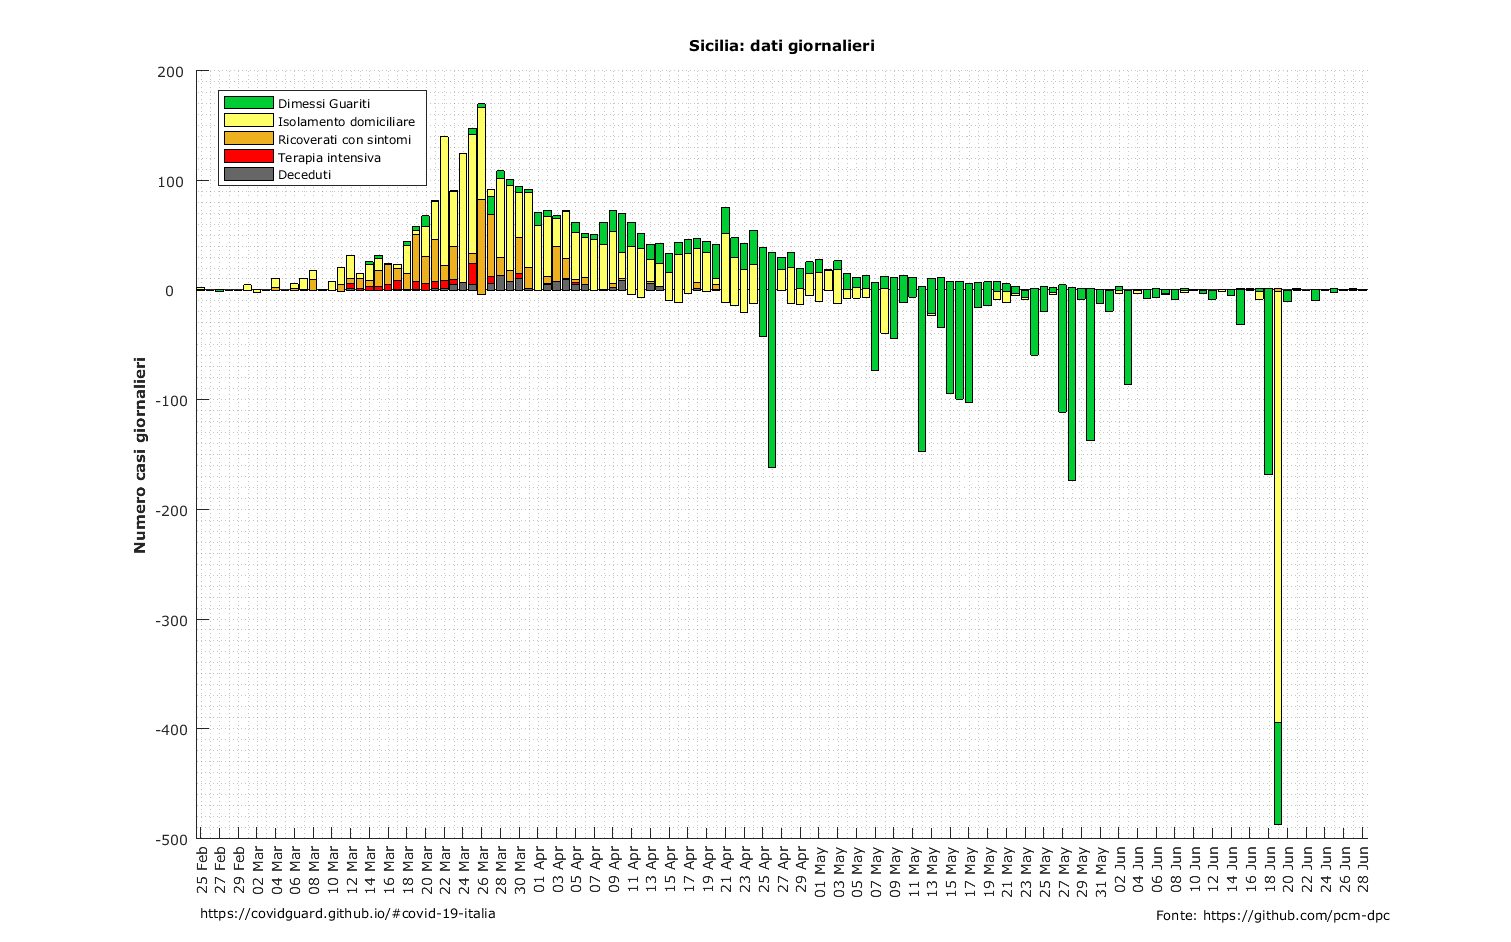 Sicilia: dati giornalieri
Numero casi giornalieri
200
100
0
-100
-200
-300
-400
-500
Dimessi Guariti
Isolamento domiciliare
Ricoverati con sintomi
Terapia intensiva
Deceduti
25 Feb
27 Feb
29 Feb
02 Mar
04 Mar
06 Mar
08 Mar
10 Mar
12 Mar
14 Mar
16 Mar
18 Mar
20 Mar
22 Mar
24 Mar
26 Mar
28 Mar
30 Mar
01 Apr
03 Apr
05 Apr
07 Apr
09 Apr
11 Apr
13 Apr
15 Apr
17 Apr
19 Apr
21 Apr
23 Apr
25 Apr
27 Apr
29 Apr
01 May
03 May
05 May
07 May
09 May
11 May
13 May
15 May
17 May
19 May
21 May
23 May
25 May
27 May
29 May
31 May
02 Jun
04 Jun
06 Jun
08 Jun
10 Jun
12 Jun
14 Jun
16 Jun
18 Jun
20 Jun
22 Jun
24 Jun
26 Jun
28 Jun
https://covidguard.github.io/#covid-19-italia
Fonte: https://github.com/pcm-dpc